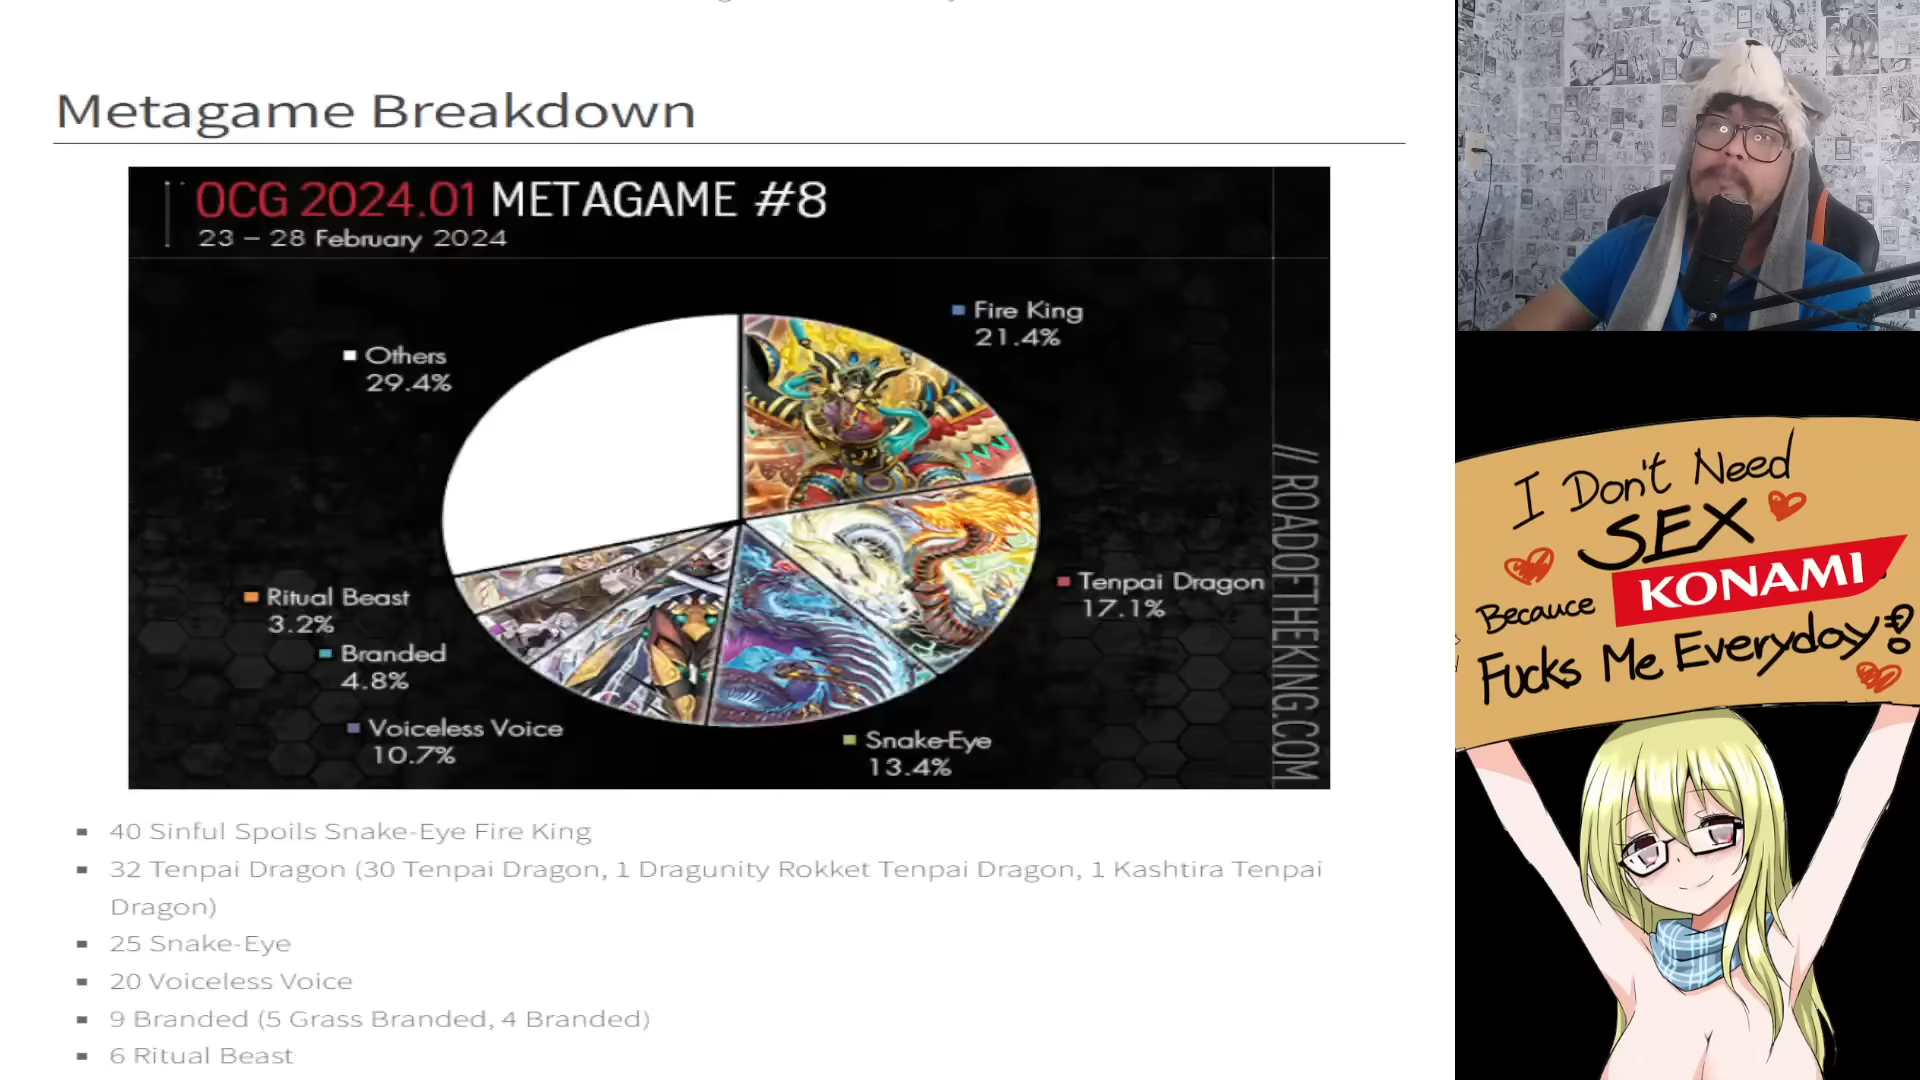 Metagame Breakdown
OCG 2024.01 METAGAME #8
23 – 28 February 2024
Fire King
21.4%
Others
29.4%
Tenpai Dragon
17.1%
Ritual Beast
3.2%
Branded
4.8%
Voiceless Voice
10.7%
Snake-Eye
13.4%
//ROADOFTHEKING.COM
40 Sinful Spoils Snake-Eye Fire King
32 Tenpai Dragon (30 Tenpai Dragon, 1 Dragunity Rokket Tenpai Dragon, 1 Kashtira Tenpai
Dragon)
25 Snake-Eye
20 Voiceless Voice
9 Branded (5 Grass Branded, 4 Branded)
6 Ritual Beast
I Don't Need
SEX
Becauce KONAMI
Fucks Me Everyday